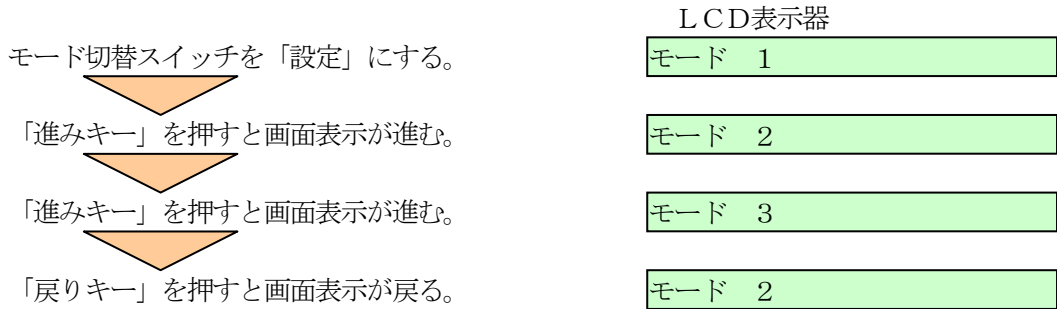 ＬＣＤ表示器
モード切替スイッチを「設定」にする。
モード　１
「進みキー」を押すと画面表示が進む。
モード　２
「進みキー」を押すと画面表示が進む。
モード　３
「戻りキー」を押すと画面表示が戻る。
モード　２